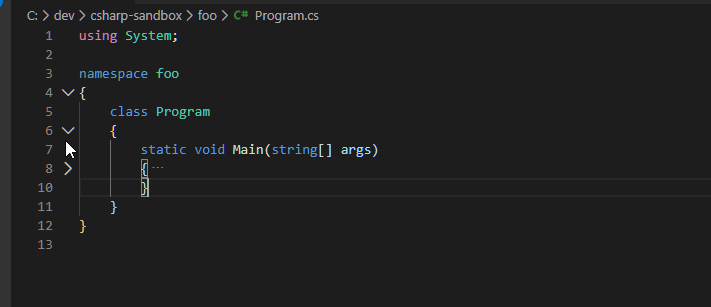 C: > dev > csharp-sandbox > foo > C# Program.cs
1 using System;
2
3 namespace foo
4 {
5 class Program
6 {
7 static void Main(string[] args)
8 { ···
10 }
11 }
12 }
13